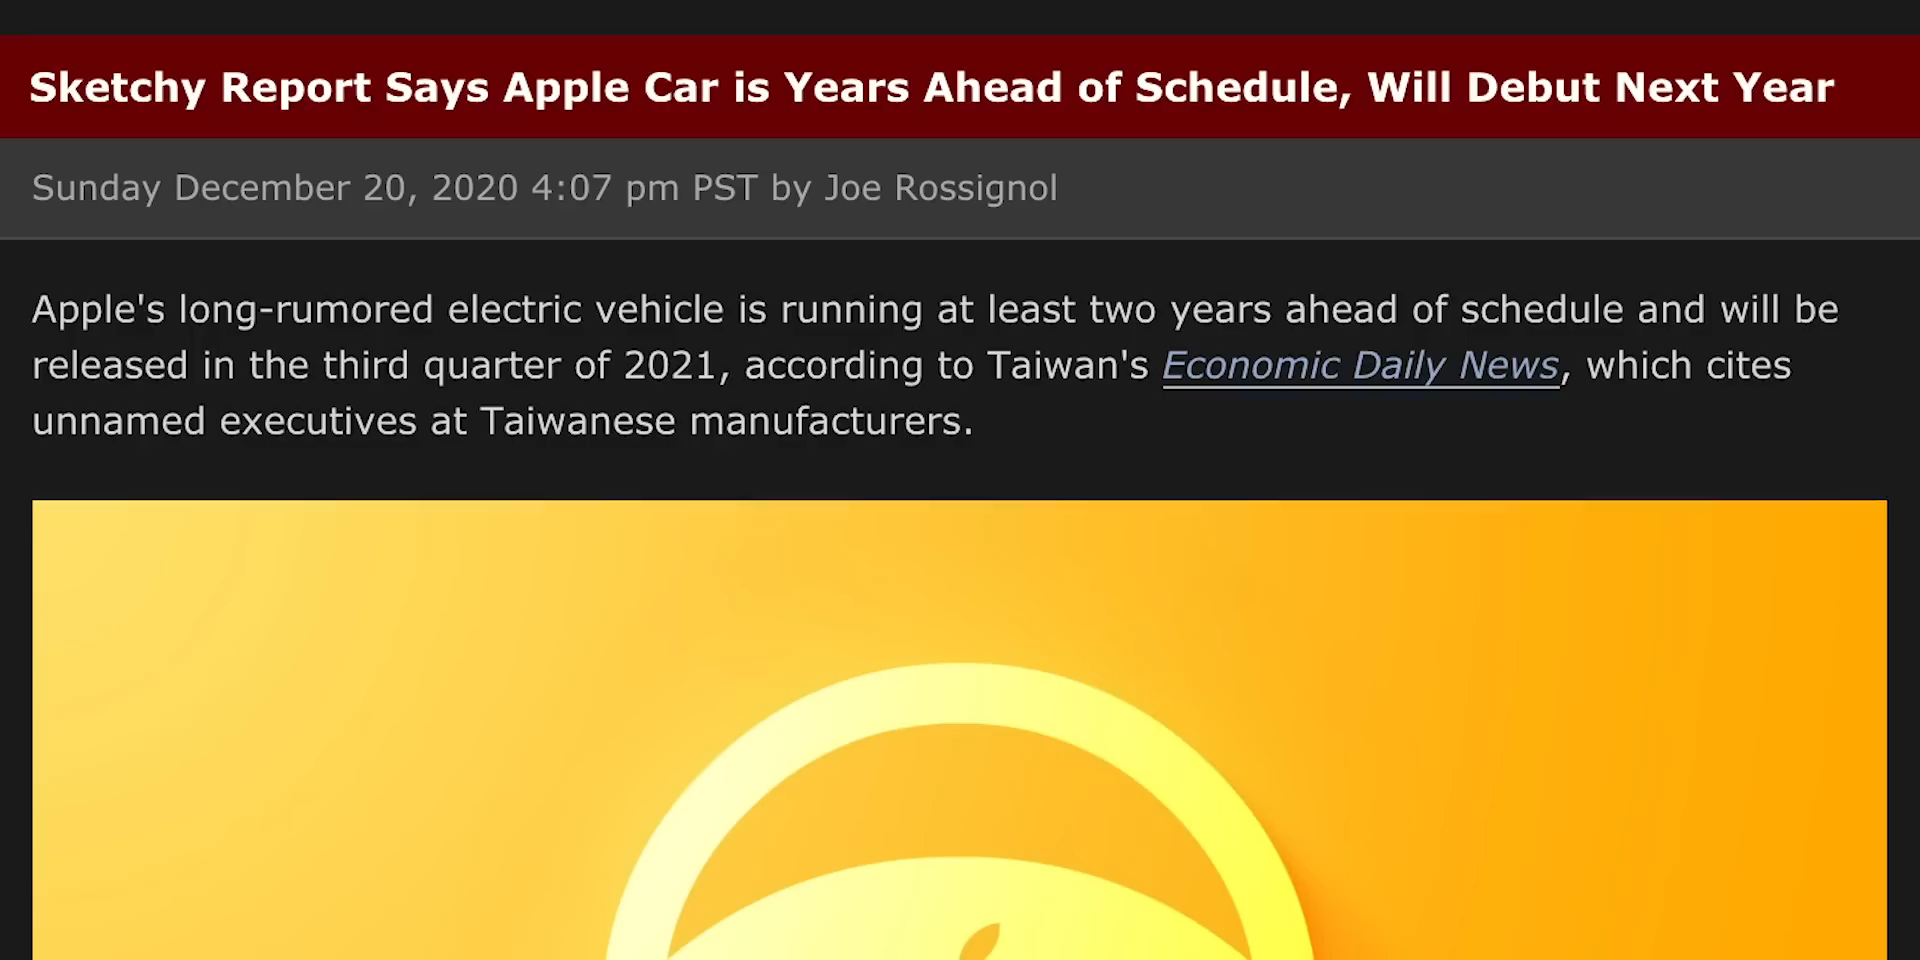 Sketchy Report Says Apple Car is Years Ahead of Schedule, Will Debut Next Year
Sunday December 20, 2020 4:07 pm PST by Joe Rossignol
Apple's long-rumored electric vehicle is running at least two years ahead of schedule and will be
released in the third quarter of 2021, according to Taiwan's Economic Daily News, which cites
unnamed executives at Taiwanese manufacturers.